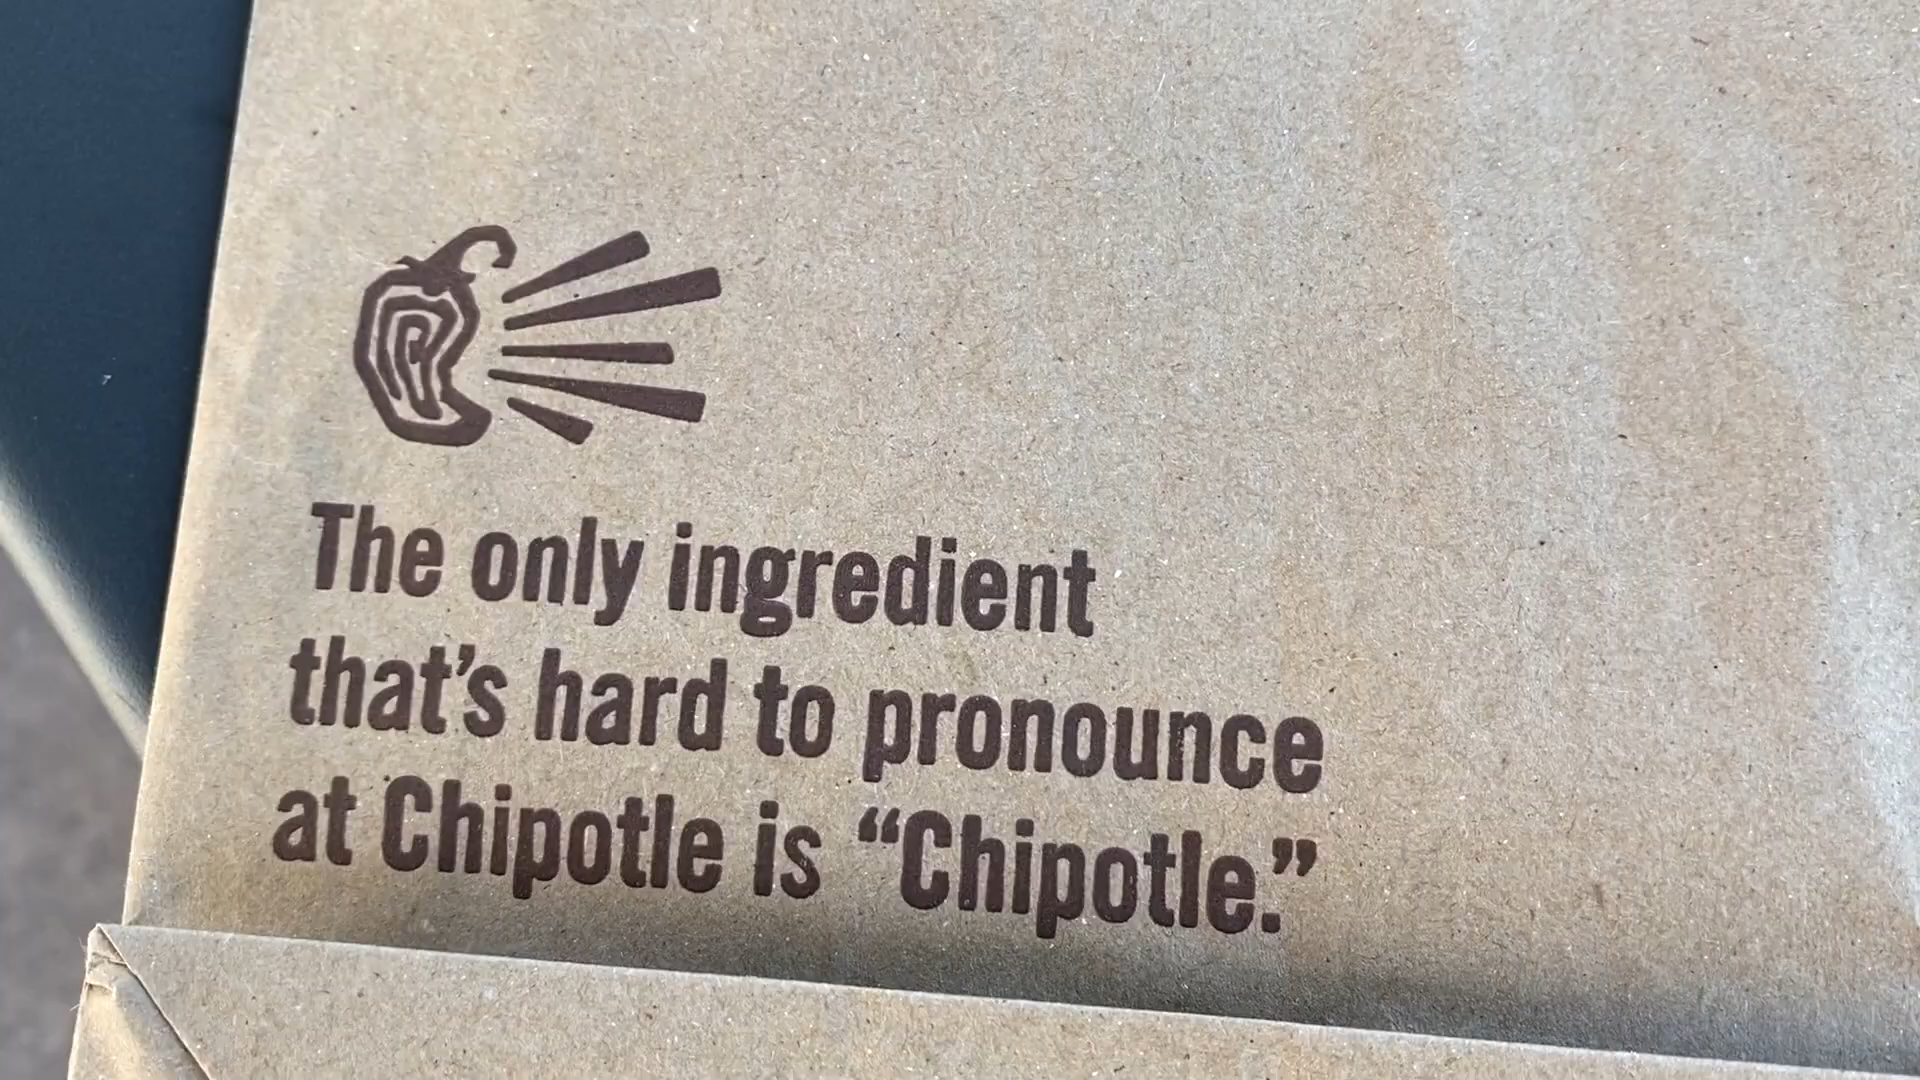 The only ingredient
that’s hard to pronounce
at Chipotle is “Chipotle.”